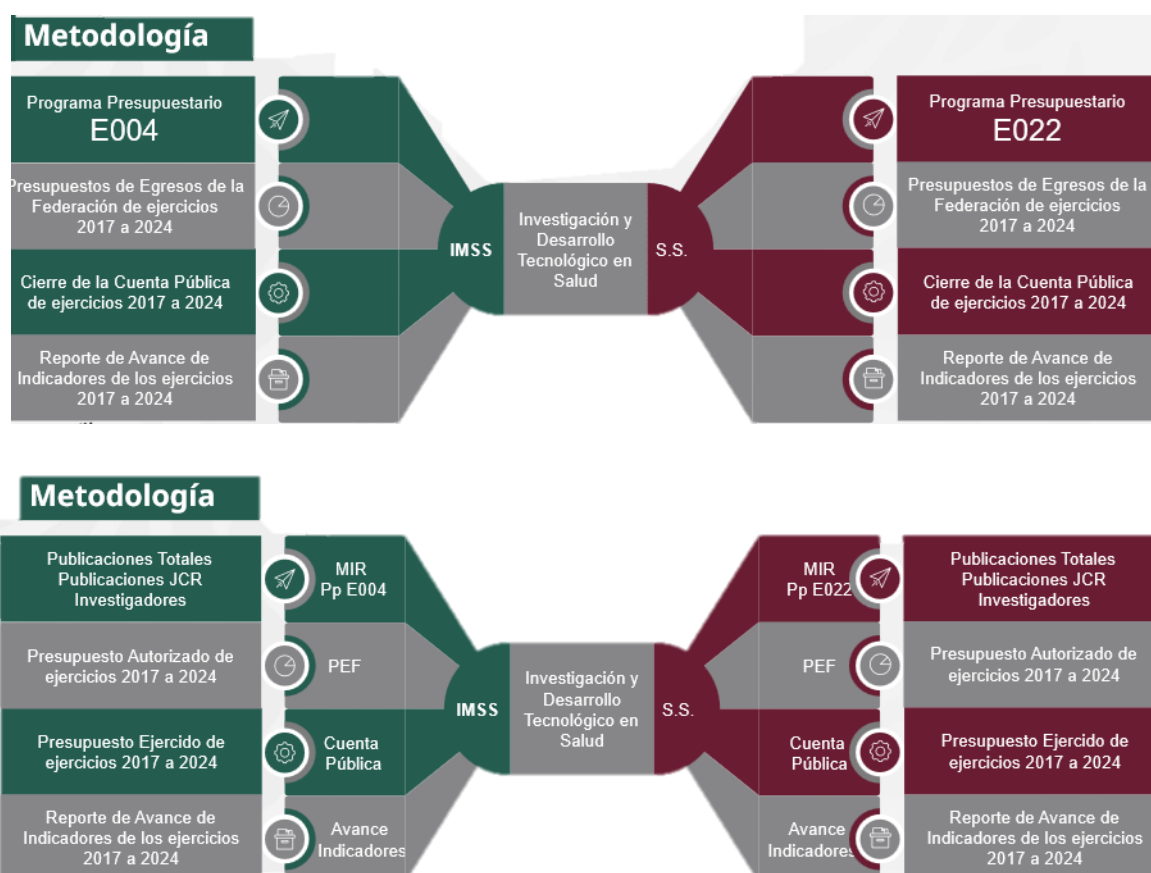 Metodología
Programa Presupuestario
E004
Presupuestos de Egresos de la
Federación de ejercicios
2017 a 2024
Cierre de la Cuenta Pública
de ejercicios 2017 a 2024
Reporte de Avance de
Indicadores de los ejercicios
2017 a 2024
IMSS
Investigación y
Desarrollo
Tecnológico en
Salud
S.S.
Programa Presupuestario
E022
Presupuestos de Egresos de la
Federación de ejercicios
2017 a 2024
Cierre de la Cuenta Pública
de ejercicios 2017 a 2024
Reporte de Avance de
Indicadores de los ejercicios
2017 a 2024
Metodología
Publicaciones Totales
Publicaciones JCR
Investigadores
Presupuesto Autorizado de
ejercicios 2017 a 2024
Presupuesto Ejercido de
ejercicios 2017 a 2024
Reporte de Avance de
Indicadores de los ejercicios
2017 a 2024
MIR
Pp E004
PEF
Cuenta
Pública
Avance
Indicadores
IMSS
Investigación y
Desarrollo
Tecnológico en
Salud
S.S.
MIR
Pp E022
PEF
Cuenta
Pública
Avance
Indicadores
Publicaciones Totales
Publicaciones JCR
Investigadores
Presupuesto Autorizado de
ejercicios 2017 a 2024
Presupuesto Ejercido de
ejercicios 2017 a 2024
Reporte de Avance de
Indicadores de los ejercicios
2017 a 2024